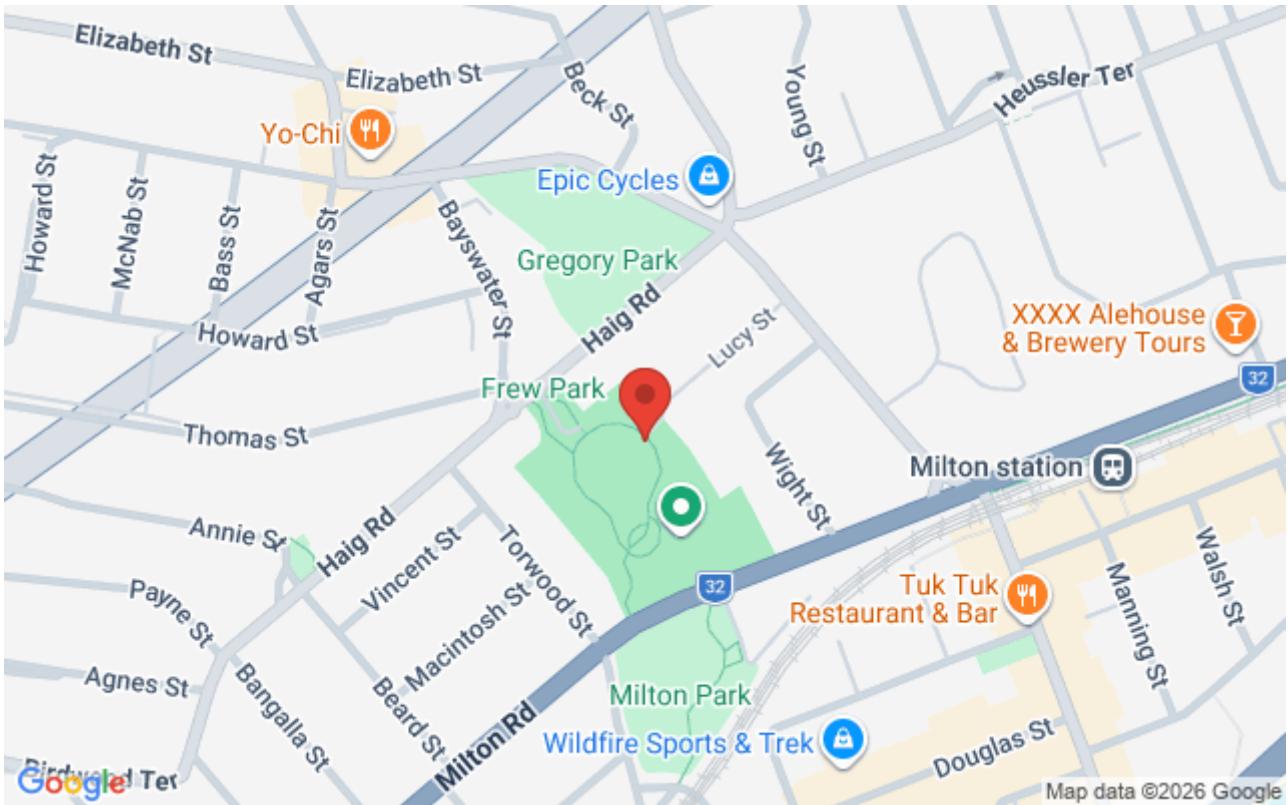 Elizabeth St
Elizabeth St
Beck St
Young St
Heussler Ter
Yo-Chi
Epic Cycles
Howard St
McNab St
Bass St
Agars St
Bayswater St
Gregory Park
Haig Rd
Lucy St
XXXX Alehouse
& Brewery Tours
Howard St
Frew Park
32
Thomas St
Wight St
Milton station
Annie St
Haig Rd
Vincent St
Torwood St
Macintosh St
32
Tuk Tuk
Restaurant & Bar
Manning St
Walsh St
Payne St
Agnes St
Bangalla St
Beard St
Milton Rd
Milton Park
Wildfire Sports & Trek
Douglas St
Birdwood Ter
Google
Map data ©2026 Google